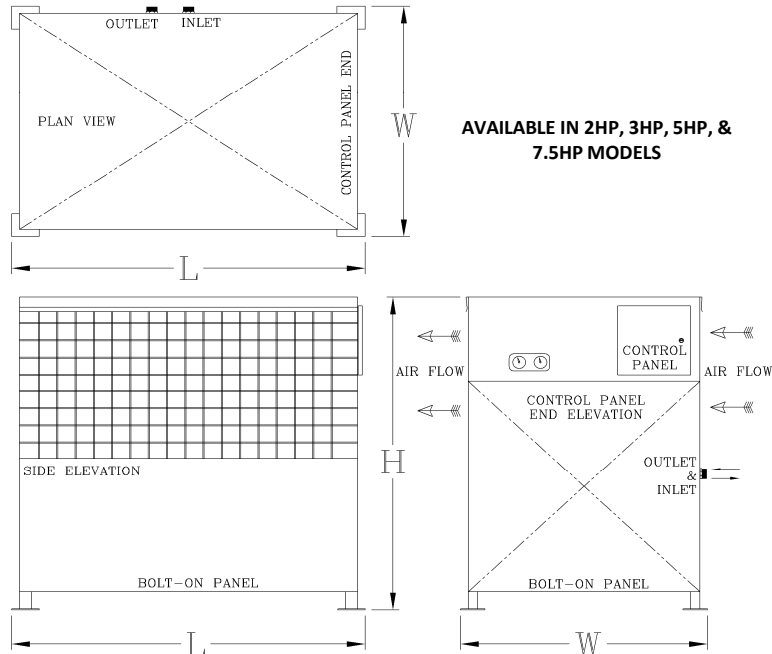 OUTLET INLET
PLAN VIEW
CONTROL PANEL END
W
L
AVAILABLE IN 2HP, 3HP, 5HP, &
7.5HP MODELS
SIDE ELEVATION
BOLT-ON PANEL
L
H
AIR FLOW
CONTROL
PANEL
AIR FLOW
CONTROL PANEL
END ELEVATION
OUTLET
&
INLET
BOLT-ON PANEL
W